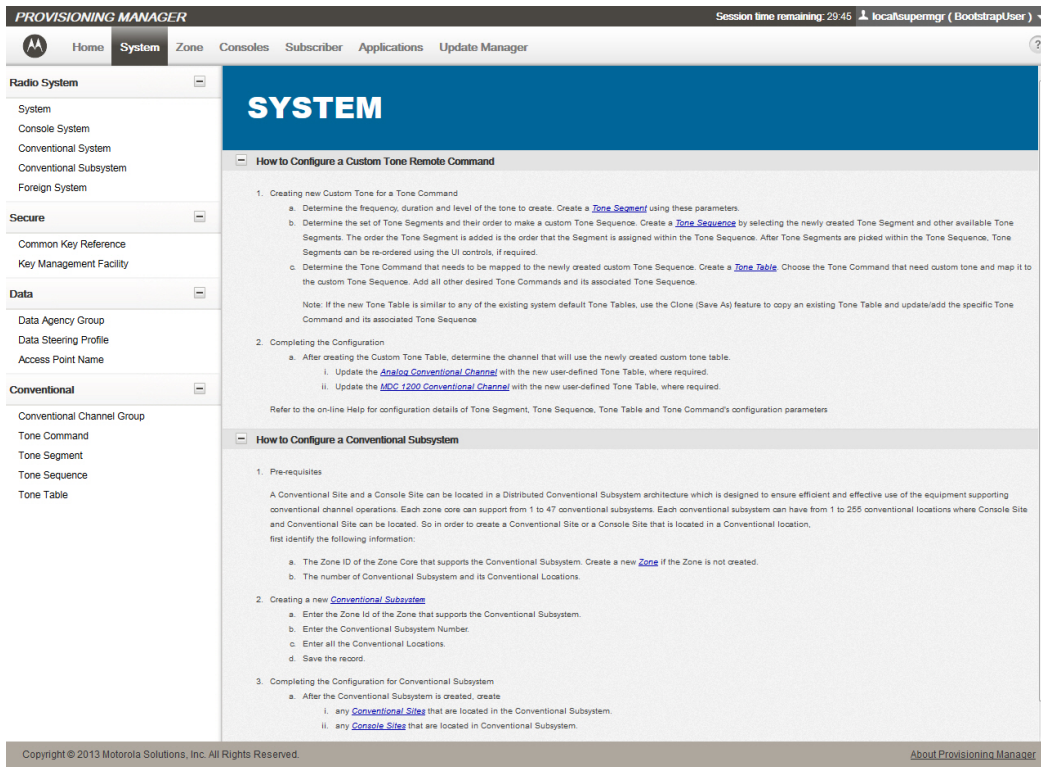 PROVISIONING MANAGER
Session time remaining: 29:45 local\supermgr ( BootstrapUser )
Home System Zone Consoles Subscriber Applications Update Manager
?
Radio System
System
Console System
Conventional System
Conventional Subsystem
Foreign System
Secure
Common Key Reference
Key Management Facility
Data
Data Agency Group
Data Steering Profile
Access Point Name
Conventional
Conventional Channel Group
Tone Command
Tone Segment
Tone Sequence
Tone Table
SYSTEM
How to Configure a Custom Tone Remote Command
1. Creating new Custom Tone for a Tone Command
a. Determine the frequency, duration and level of the tone to create. Create a Tone Segment using these parameters.
b. Determine the set of Tone Segments and their order to make a custom Tone Sequence. Create a Tone Sequence by selecting the newly created Tone Segment and other available Tone
Segments. The order the Tone Segment is added is the order that the Segment is assigned within the Tone Sequence. After Tone Segments are picked within the Tone Sequence, Tone
Segments can be re-ordered using the UI controls, if required.
c. Determine the Tone Command that needs to be mapped to the newly created custom Tone Sequence. Create a Tone Table. Choose the Tone Command that need custom tone and map it to
the custom Tone Sequence. Add all other desired Tone Commands and its associated Tone Sequence.
Note: If the new Tone Table is similar to any of the existing system default Tone Tables, use the Clone (Save As) feature to copy an existing Tone Table and update/add the specific Tone
Command and its associated Tone Sequence
2. Completing the Configuration
a. After creating the Custom Tone Table, determine the channel that will use the newly created custom tone table.
i. Update the Analog Conventional Channel with the new user-defined Tone Table, where required.
ii. Update the MDC 1200 Conventional Channel with the new user-defined Tone Table, where required.
Refer to the on-line Help for configuration details of Tone Segment, Tone Sequence, Tone Table and Tone Command's configuration parameters
How to Configure a Conventional Subsystem
1. Pre-requisites
A Conventional Site and a Console Site can be located in a Distributed Conventional Subsystem architecture which is designed to ensure efficient and effective use of the equipment supporting
conventional channel operations. Each zone core can support from 1 to 47 conventional subsystems. Each conventional subsystem can have from 1 to 255 conventional locations where Console Site
and Conventional Site can be located. So in order to create a Conventional Site or a Console Site that is located in a Conventional location,
first identify the following information:
a. The Zone ID of the Zone Core that supports the Conventional Subsystem. Create a new Zone if the Zone is not created.
b. The number of Conventional Subsystem and its Conventional Locations.
2. Creating a new Conventional Subsystem
a. Enter the Zone Id of the Zone that supports the Conventional Subsystem.
b. Enter the Conventional Subsystem Number.
c. Enter all the Conventional Locations.
d. Save the record.
3. Completing the Configuration for Conventional Subsystem
a. After the Conventional Subsystem is created, create
i. any Conventional Sites that are located in the Conventional Subsystem.
ii. any Console Sites that are located in Conventional Subsystem.
Copyright © 2013 Motorola Solutions, Inc. All Rights Reserved.
About Provisioning Manager